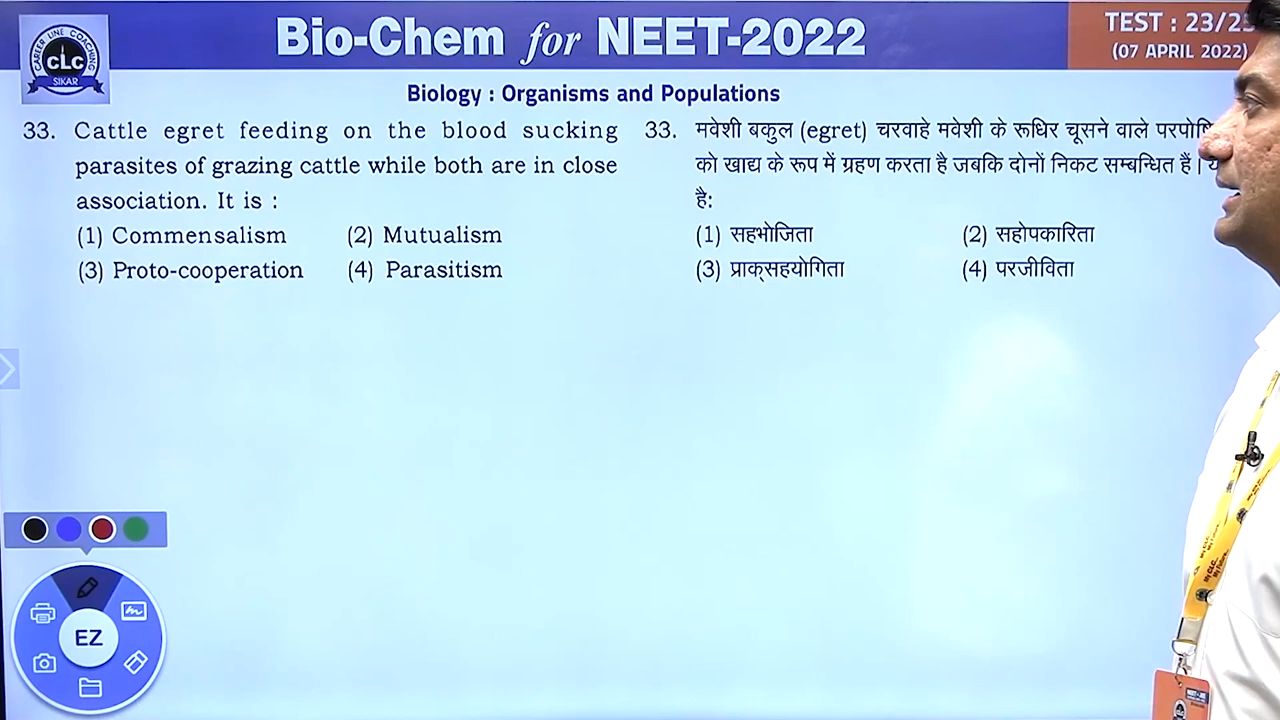 CAREER LINE COACHING
CLC
SIKAR
Bio-Chem for NEET-2022
TEST : 23/25
(07 APRIL 2022)
Biology : Organisms and Populations
33. Cattle egret feeding on the blood sucking
parasites of grazing cattle while both are in close
association. It is :
(1) Commensalism (2) Mutualism
(3) Proto-cooperation (4) Parasitism
33. मवेशी बकुल (egret) चरवाहे मवेशी के रूधिर चूसने वाले
को खाद्य के रूप में ग्रहण करता है जबकि दोनों निकट सम्बन्धित हैं।
है:
(1) सहभोजिता (2) सहोपकारिता
(3) प्राक्सहयोगिता (4) परजीविता
EZ